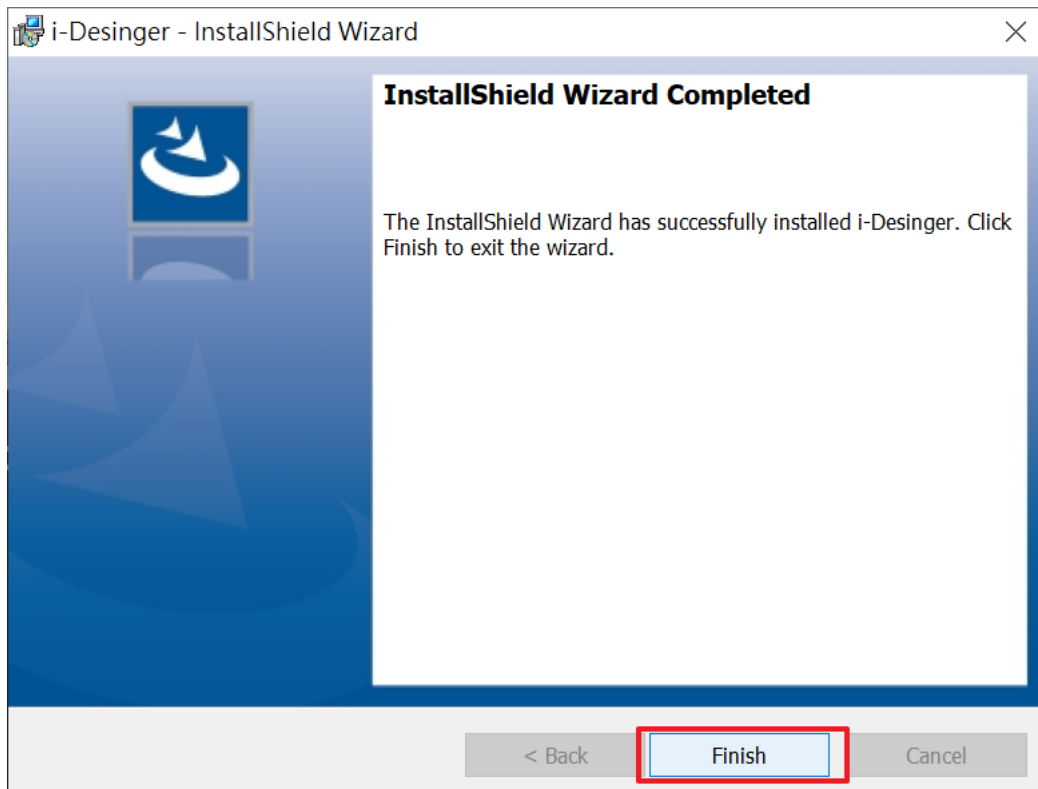 i-Desinger - InstallShield Wizard
InstallShield Wizard Completed
The InstallShield Wizard has successfully installed i-Desinger. Click
Finish to exit the wizard.
< Back
Finish
Cancel